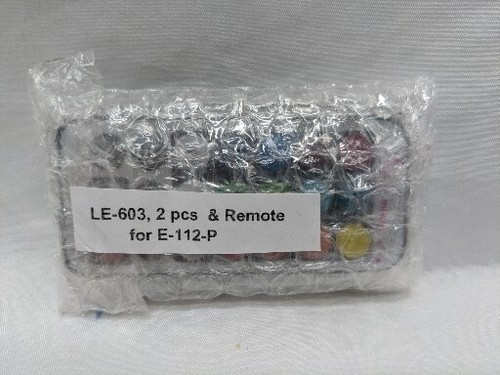 LE-603, 2 pcs & Remote
for E-112-P